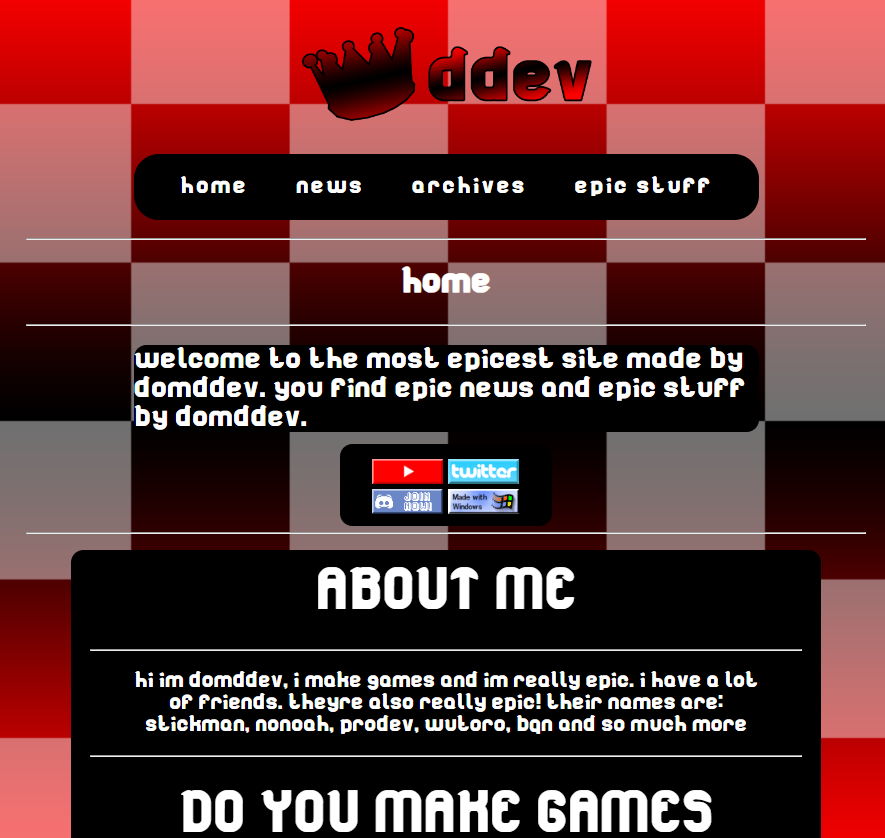 ddev
home news archives epic stuff
home
welcome to the most epicest site made by
domddev. you find epic news and epic stuff
by domddev.
twitter
JOIN NOW!
Made with Windows
ABOUT ME
hi im domddev, i make games and im really epic. i have a lot
of friends. theyre also really epic! their names are:
stickman, nonoah, prodev, wutoro, bqn and so much more
DO YOU MAKE GAMES